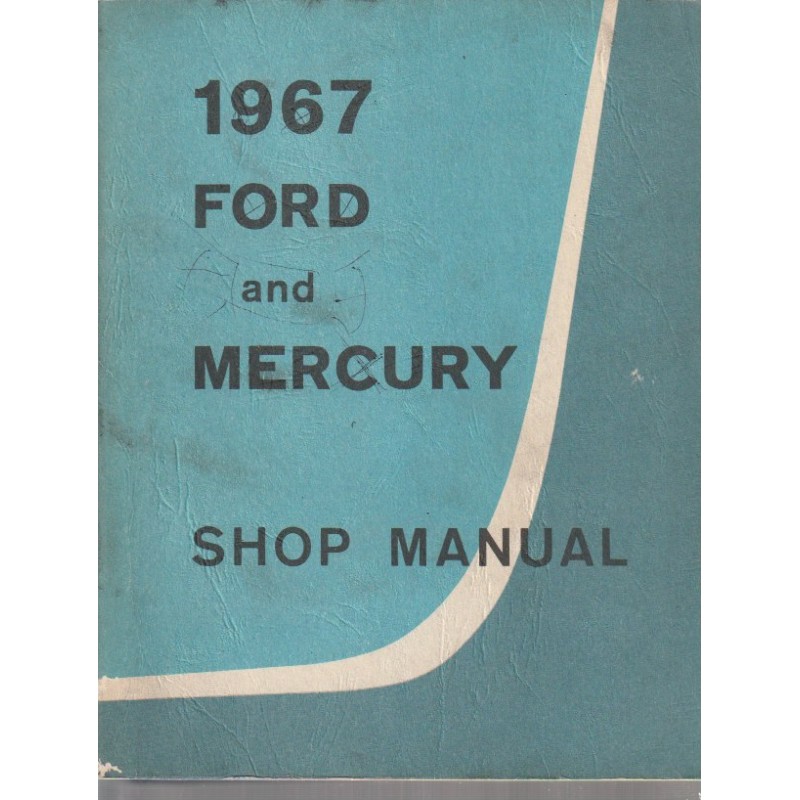 1967
FORD
and
MERCURY
SHOP MANUAL